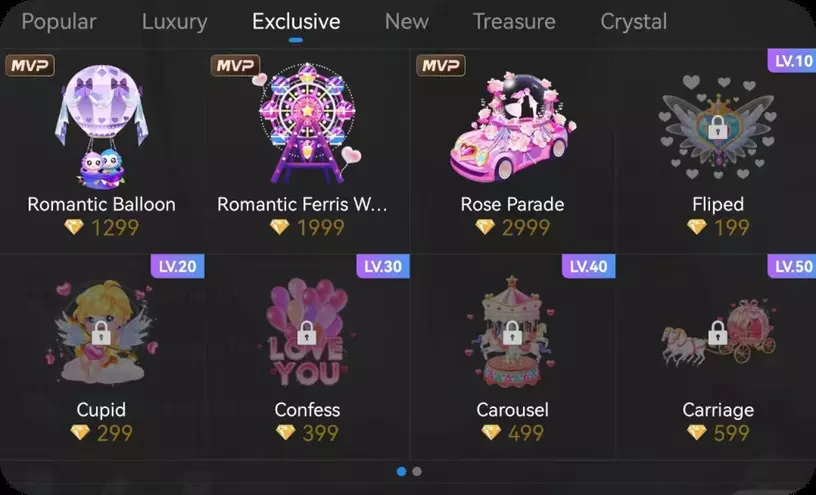 Popular Luxury Exclusive New Treasure Crystal
MVP MVP MVP LV.10
Romantic Balloon Romantic Ferris W... Rose Parade Fliped
1299 1999 2999 199
LV.20 LV.30 LV.40 LV.50
LOVE
YOU
Cupid Confess Carousel Carriage
299 399 499 599